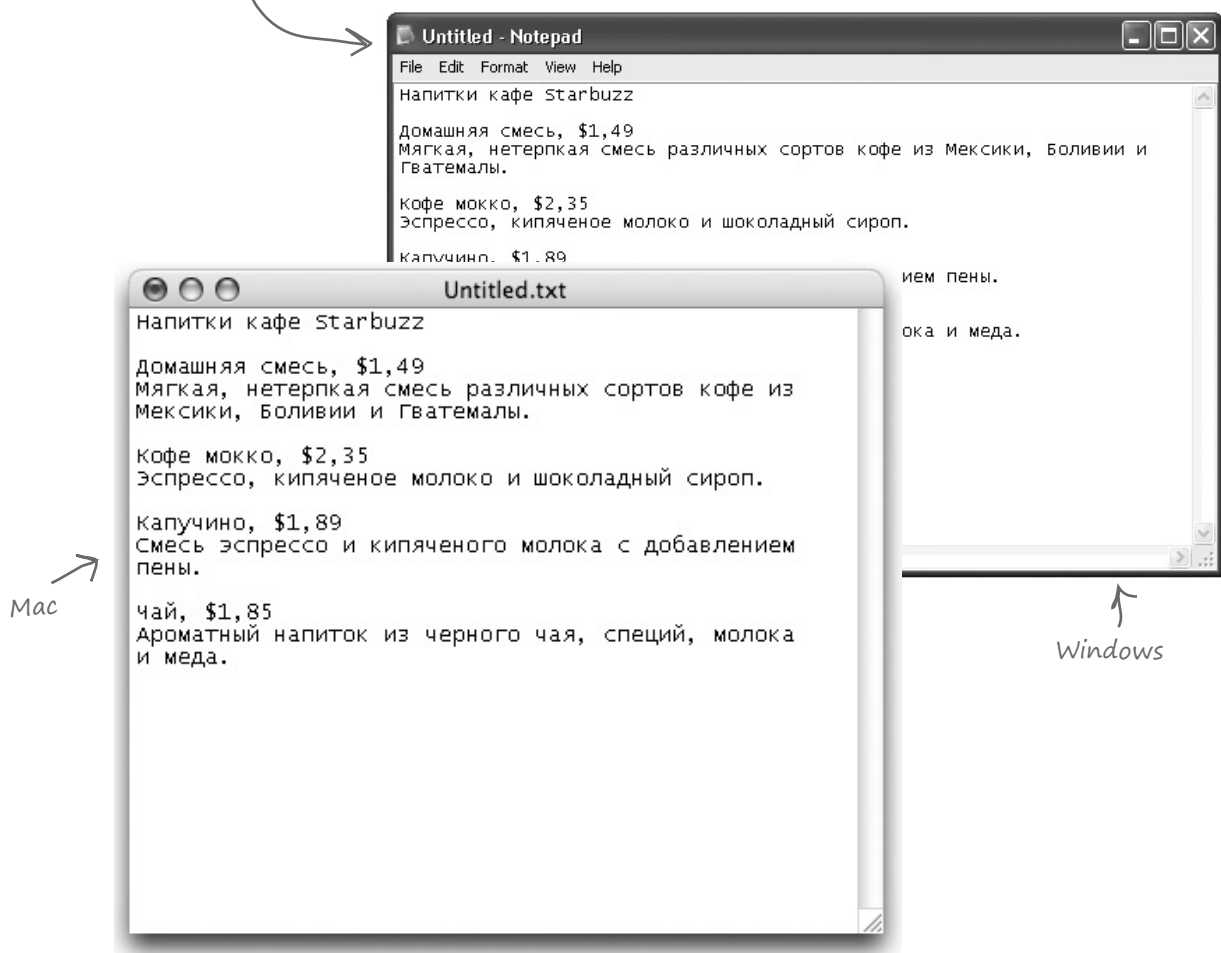 Untitled - Notepad
File Edit Format View Help
Напитки кафе Starbuzz
Домашняя смесь, $1,49
Мягкая, нетерпкая смесь различных сортов кофе из Мексики, Боливии и
Гватемалы.
Кофе мокко, $2,35
Эспрессо, кипяченое молоко и шоколадный сироп.
Капучино, $1,89
ием пены.
ока и меда.
Untitled.txt
Напитки кафе Starbuzz
Домашняя смесь, $1,49
Мягкая, нетерпкая смесь различных сортов кофе из
Мексики, Боливии и Гватемалы.
Кофе мокко, $2,35
Эспрессо, кипяченое молоко и шоколадный сироп.
Капучино, $1,89
Смесь эспрессо и кипяченого молока с добавлением
пены.
Чай, $1,85
Ароматный напиток из черного чая, специй, молока
и меда.
Mac
Windows